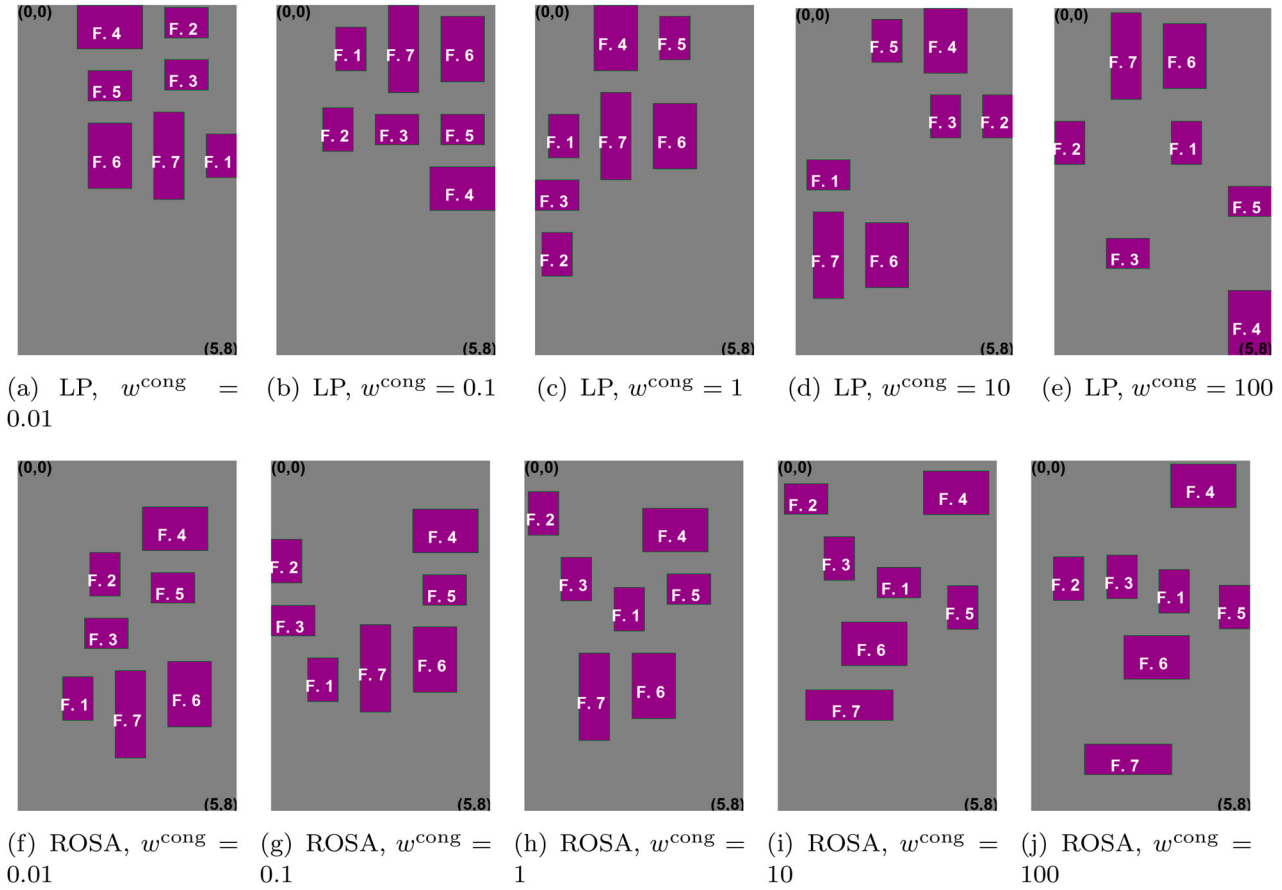 (0,0)
F. 4
F. 2
F. 5
F. 3
F. 6
F. 7
F. 1
(5,8)
(a) LP, w^cong = 0.01
(0,0)
F. 1
F. 7
F. 6
F. 2
F. 3
F. 5
F. 4
(5,8)
(b) LP, w^cong = 0.1
(0,0)
F. 4
F. 5
F. 1
F. 7
F. 6
F. 3
F. 2
(5,8)
(c) LP, w^cong = 1
(0,0)
F. 5
F. 4
F. 3
F. 2
F. 1
F. 7
F. 6
(5,8)
(d) LP, w^cong = 10
(0,0)
F. 7
F. 6
F. 2
F. 1
F. 5
F. 3
F. 4
(5,8)
(e) LP, w^cong = 100
(0,0)
F. 4
F. 2
F. 5
F. 3
F. 1
F. 7
F. 6
(5,8)
(f) ROSA, w^cong = 0.01
(0,0)
F. 4
F. 2
F. 5
F. 3
F. 1
F. 7
F. 6
(5,8)
(g) ROSA, w^cong = 0.1
(0,0)
F. 2
F. 4
F. 3
F. 5
F. 1
F. 7
F. 6
(5,8)
(h) ROSA, w^cong = 1
(0,0)
F. 2
F. 4
F. 3
F. 1
F. 5
F. 6
F. 7
(5,8)
(i) ROSA, w^cong = 10
(0,0)
F. 4
F. 2
F. 3
F. 1
F. 5
F. 6
F. 7
(5,8)
(j) ROSA, w^cong = 100